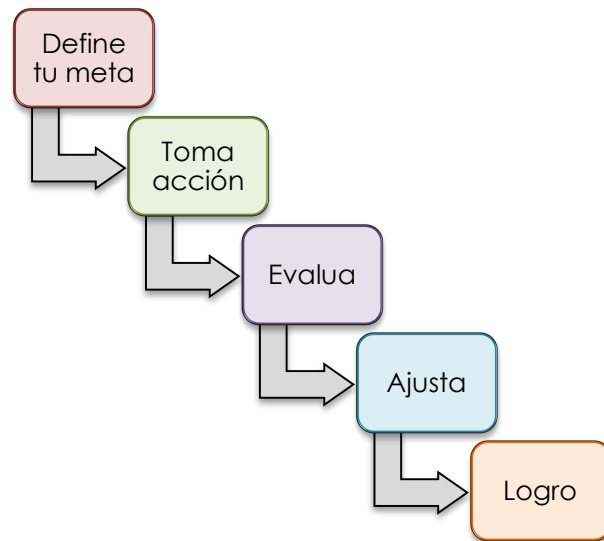 Define
tu meta
Toma
acción
Evalua
Ajusta
Logro